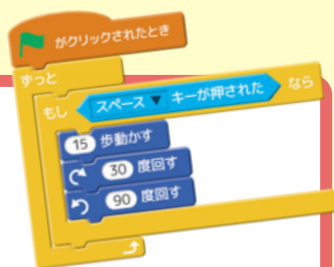 がクリックされたとき
ずっと
もし スペース キーが押された なら
15 歩動かす
30 度回す
90 度回す